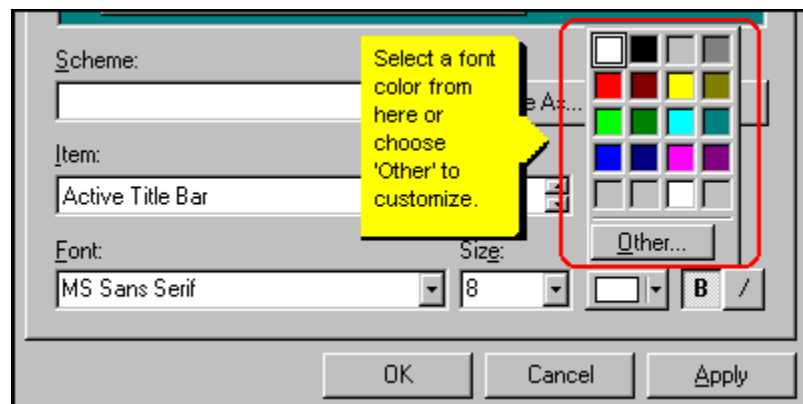 Scheme:
Select a font
color from
here or
choose
'Other' to
customize.
e As...
Item:
Active Title Bar
Other...
Font:
Size:
MS Sans Serif
8
B
/
OK
Cancel
Apply